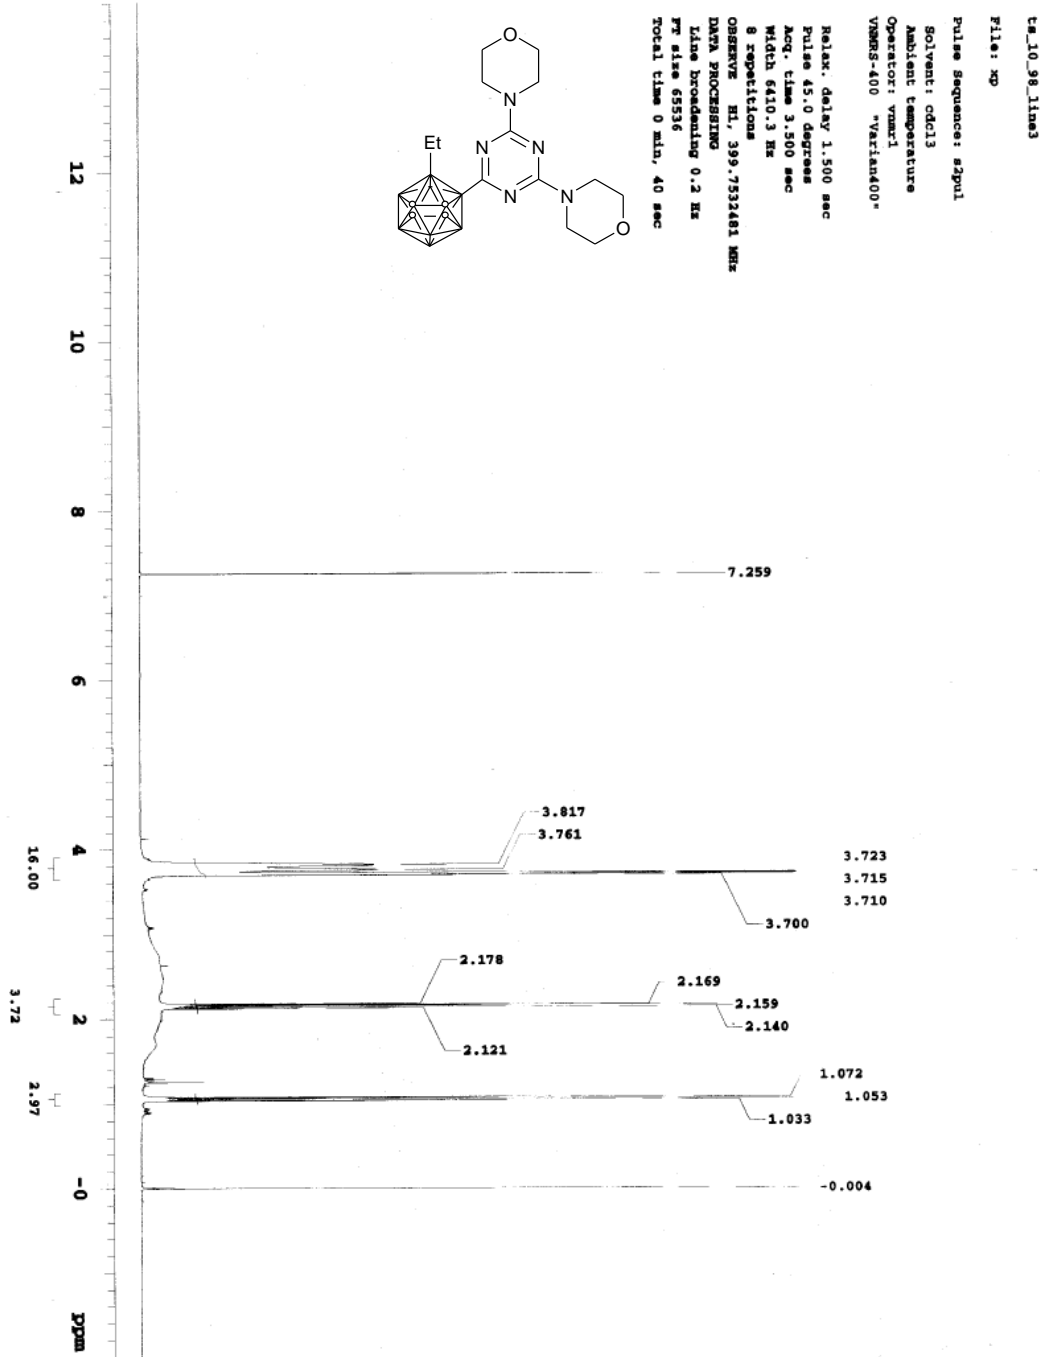 ts_10_98_line3
File: xp
Pulse Sequence: s2pul
Solvent: cdcl3
Ambient temperature
Operator: vnmr1
VNMRS-400 "Varian400"
Relax. delay 1.500 sec
Pulse 45.0 degrees
Acq. time 3.500 sec
Width 6410.3 Hz
8 repetitions
OBSERVE H1, 399.7532481 MHz
DATA PROCESSING
Line broadening 0.2 Hz
FT size 65536
Total time 0 min, 40 sec
O
N
N
N
N
N
O
Et
7.259
3.817
3.761
3.723
3.715
3.710
3.700
2.178
2.169
2.159
2.140
2.121
1.072
1.053
1.033
-0.004
12
10
8
6
4
2
-0
ppm
16.00
3.72
2.97